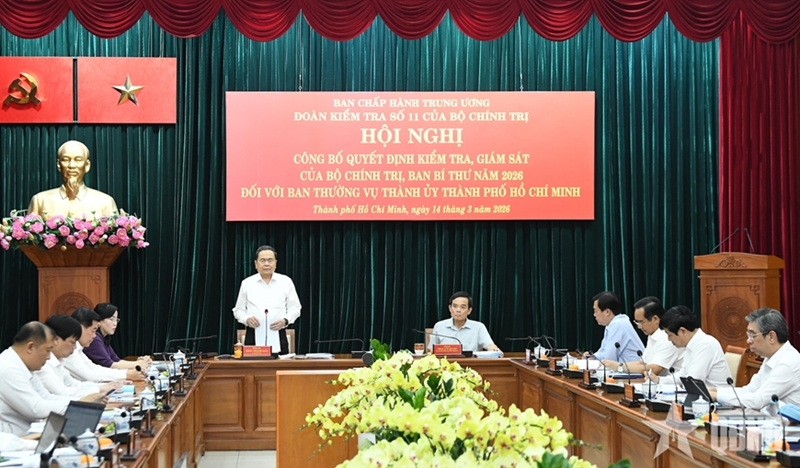 BAN CHẤP HÀNH TRUNG ƯƠNG
ĐOÀN KIỂM TRA SỐ 11 CỦA BỘ CHÍNH TRỊ
HỘI NGHỊ
CÔNG BỐ QUYẾT ĐỊNH KIỂM TRA, GIÁM SÁT
CỦA BỘ CHÍNH TRỊ, BAN BÍ THƯ NĂM 2026
ĐỐI VỚI BAN THƯỜNG VỤ THÀNH ỦY THÀNH PHỐ HỒ CHÍ MINH
Thành phố Hồ Chí Minh, ngày 14 tháng 3 năm 2026